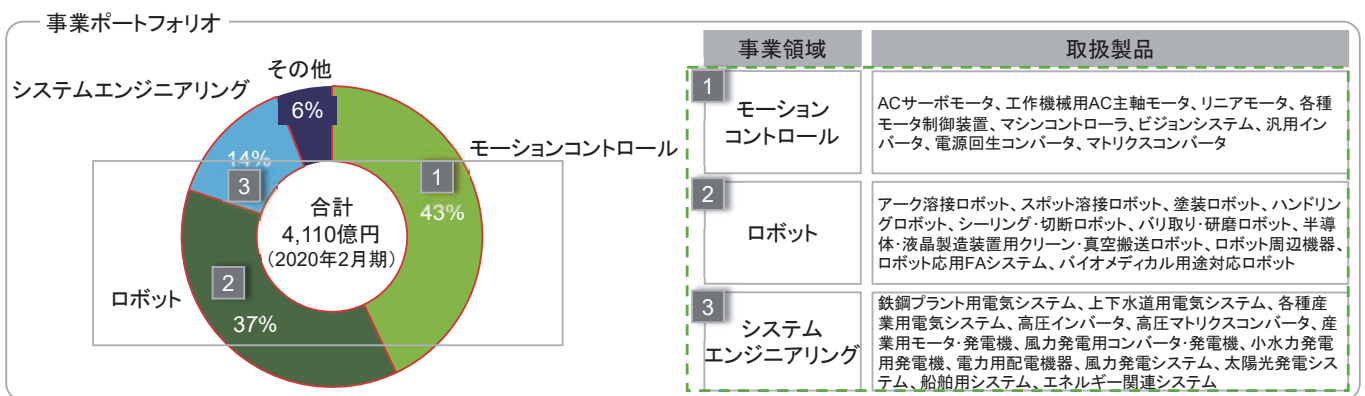 事業ポートフォリオ
その他
システムエンジニアリング
6%
14%
3
モーションコントロール
1
43%
合計
4,110億円
（2020年2月期）
2
ロボット
37%
事業領域
取扱製品
1
モーション
コントロール
ACサーボモータ、工作機械用AC主軸モータ、リニアモータ、各種
モータ制御装置、マシンコントローラ、ビジョンシステム、汎用イン
バータ、電源回生コンバータ、マトリクスコンバータ
2
ロボット
アーク溶接ロボット、スポット溶接ロボット、塗装ロボット、ハンドリン
グロボット、シーリング･切断ロボット、バリ取り･研磨ロボット、半導
体･液晶製造装置用クリーン･真空搬送ロボット、ロボット周辺機器、
ロボット応用FAシステム、バイオメディカル用途対応ロボット
3
システム
エンジニアリング
鉄鋼プラント用電気システム、上下水道用電気システム、各種産
業用電気システム、高圧インバータ、高圧マトリクスコンバータ、産
業用モータ･発電機、風力発電用コンバータ･発電機、小水力発電
用発電機、電力用配電機器、風力発電システム、太陽光発電シス
テム、船舶用システム、エネルギー関連システム